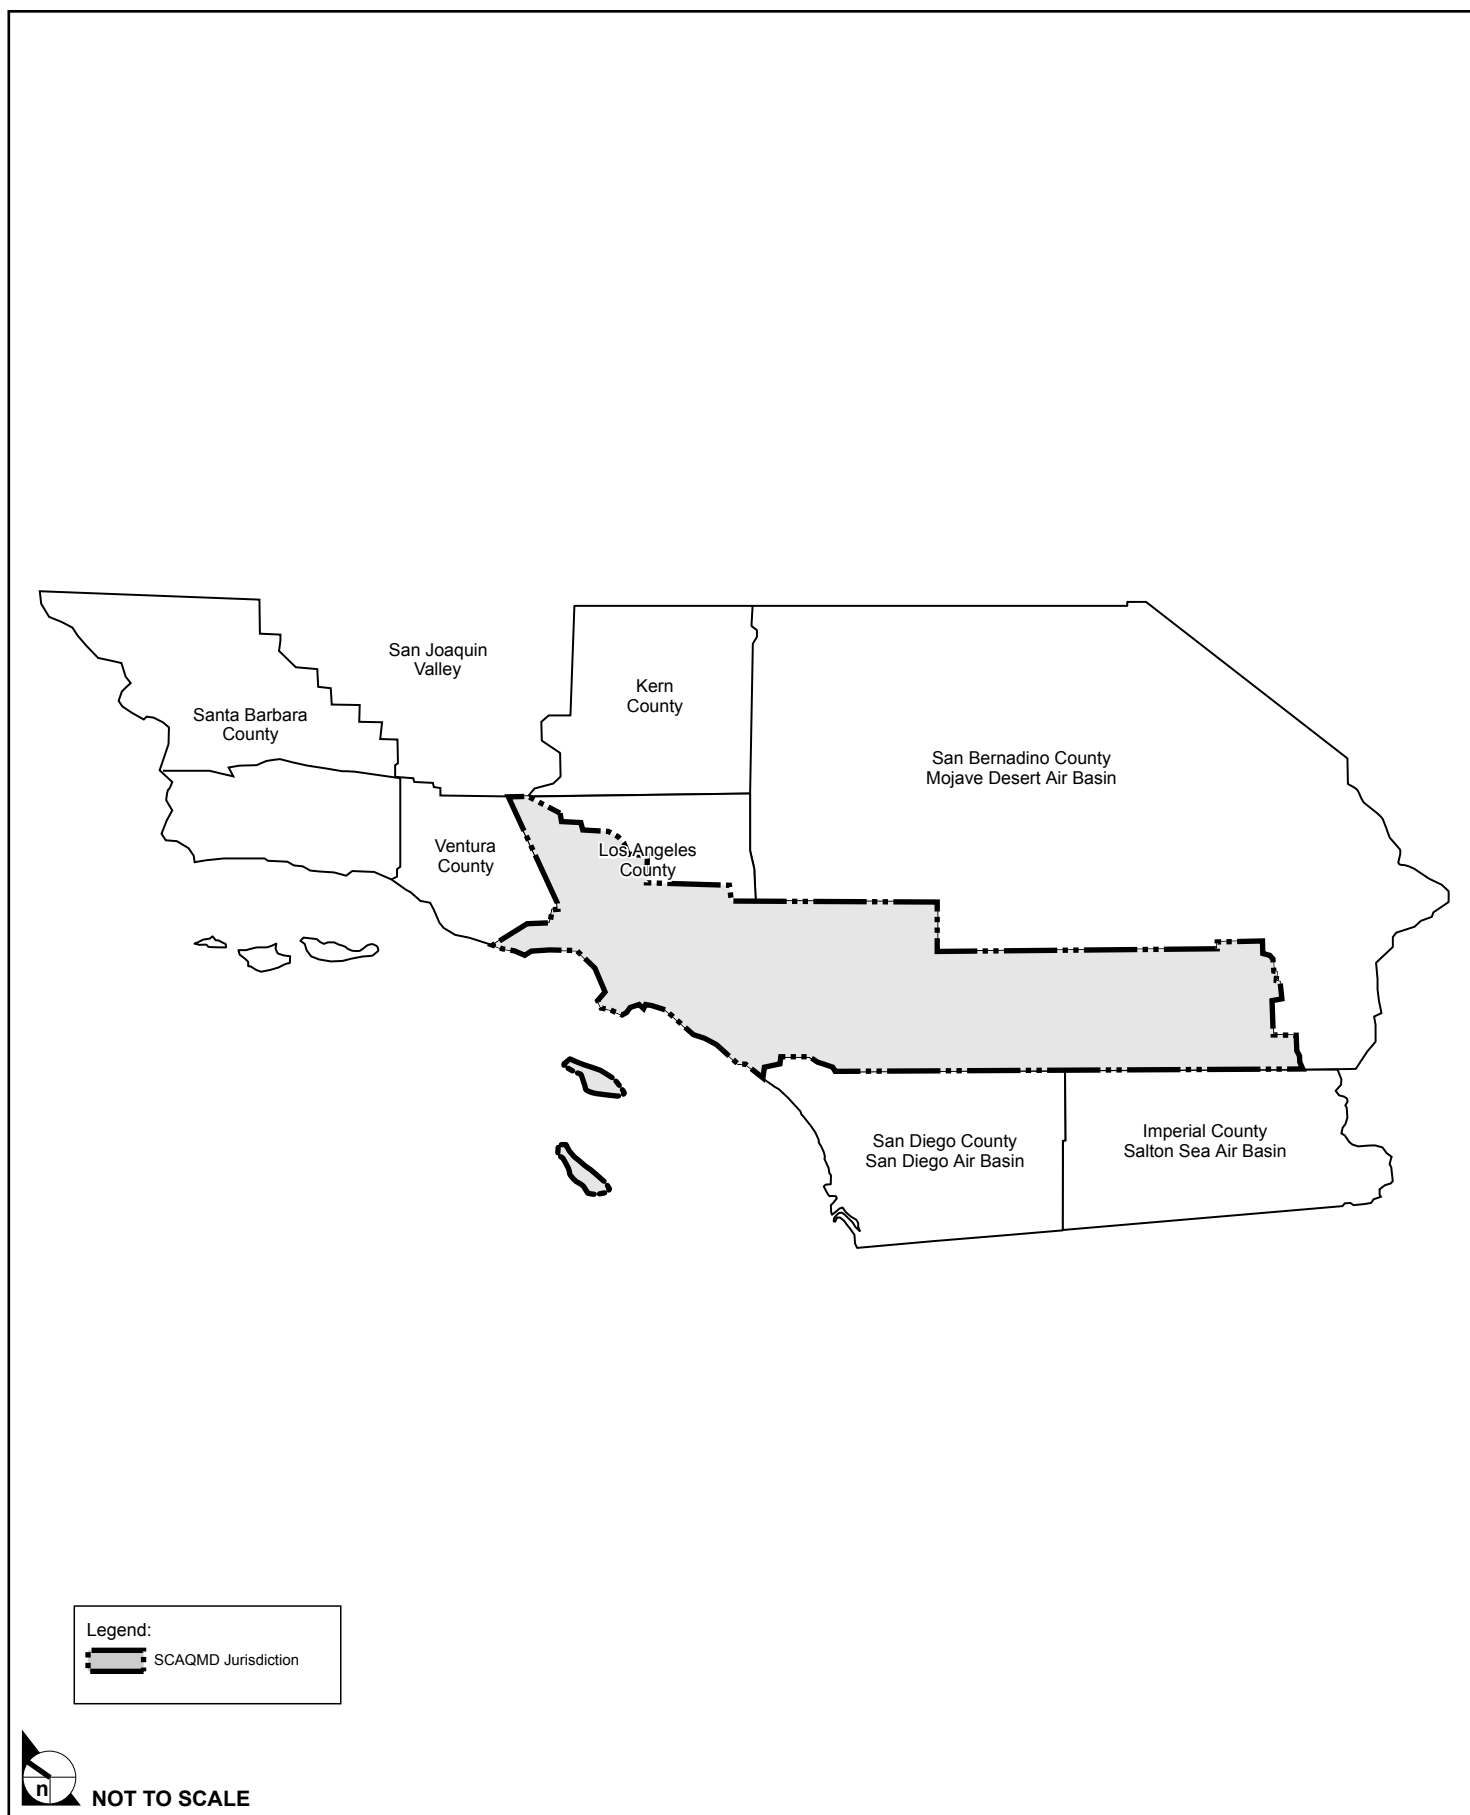 San Joaquin
Valley
Kern
County
Santa Barbara
County
San Bernadino County
Mojave Desert Air Basin
Ventura
County
Los Angeles
County
San Diego County
San Diego Air Basin
Imperial County
Salton Sea Air Basin
Legend:
SCAQMD Jurisdiction
n
NOT TO SCALE